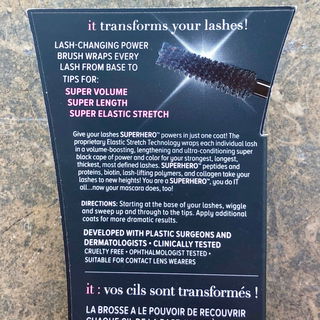 it transforms your lashes!
LASH-CHANGING POWER
BRUSH WRAPS EVERY
LASH FROM BASE TO
TIPS FOR:
SUPER VOLUME
SUPER LENGTH
SUPER ELASTIC STRETCH
Give your lashes SUPERHERO™ powers in just one coat! The
proprietary Elastic Stretch Technology wraps each individual lash
in a volume-boosting, lengthening and ultra-conditioning super
black cape of power and color for your strongest, longest,
thickest, most defined lashes. SUPERHERO™ peptides and
proteins, biotin, lash-lifting polymers, and collagen take your
lashes to new heights! You are a SUPERHERO™, you do IT
all...now your mascara does, too!
DIRECTIONS: Starting at the base of your lashes, wiggle
and sweep up and through to the tips. Apply additional
coats for more dramatic results.
DEVELOPED WITH PLASTIC SURGEONS AND
DERMATOLOGISTS • CLINICALLY TESTED
CRUELTY FREE • OPHTHALMOLOGIST TESTED •
SUITABLE FOR CONTACT LENS WEARERS
it : vos cils sont transformés !
LA BROSSE A LE POUVOIR DE RECOUVRIR